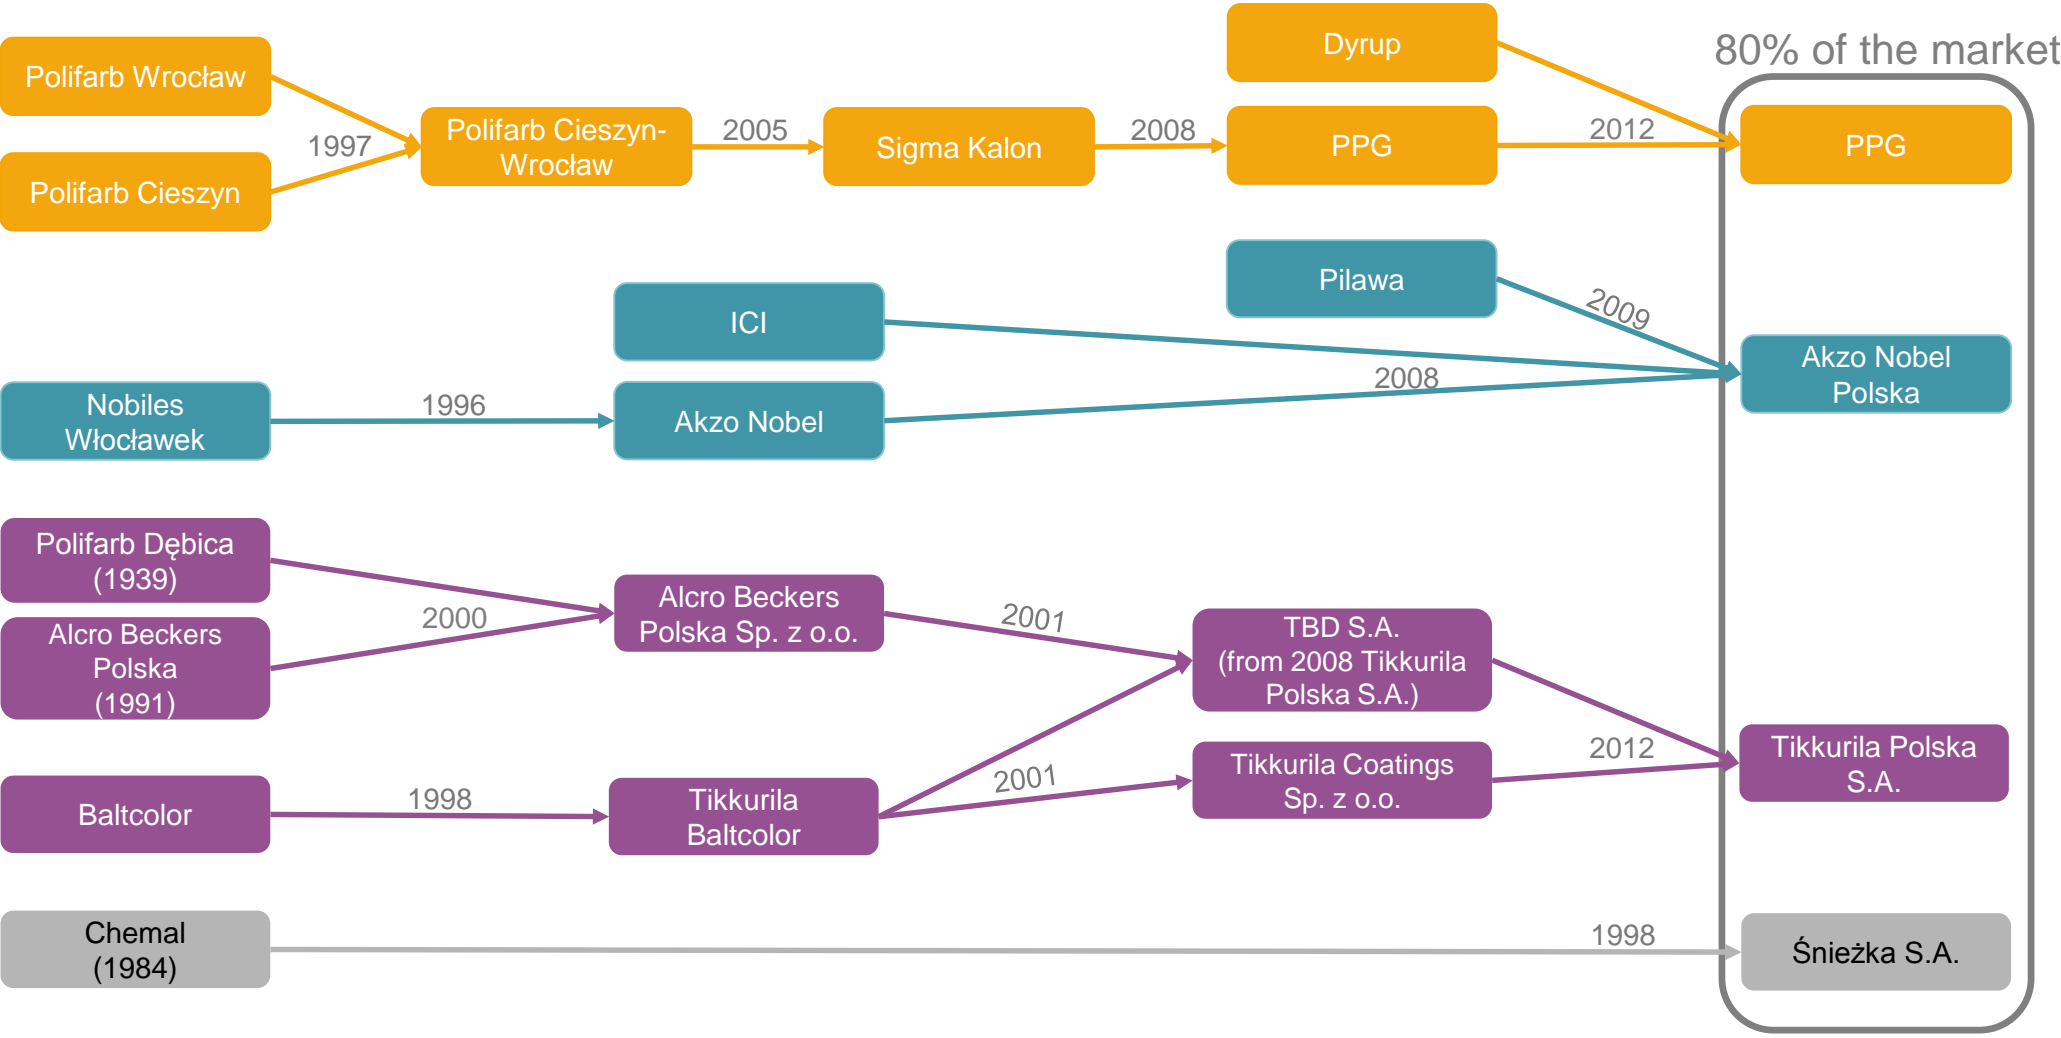 Dyrup
80% of the market
Polifarb Wrocław
Polifarb Cieszyn-
Wrocław
2005
Sigma Kalon
2008
PPG
2012
PPG
1997
Polifarb Cieszyn
Pilawa
2009
ICI
Akzo Nobel
Polska
2008
Nobiles
Włocławek
1996
Akzo Nobel
Polifarb Dębica
(1939)
Alcro Beckers
Polska Sp. z o.o.
2001
2000
Alcro Beckers
Polska
(1991)
TBD S.A.
(from 2008 Tikkurila
Polska S.A.)
Tikkurila Coatings
Sp. z o.o.
2012
Tikkurila Polska
S.A.
2001
Baltcolor
1998
Tikkurila
Baltcolor
Chemal
(1984)
1998
Śnieżka S.A.